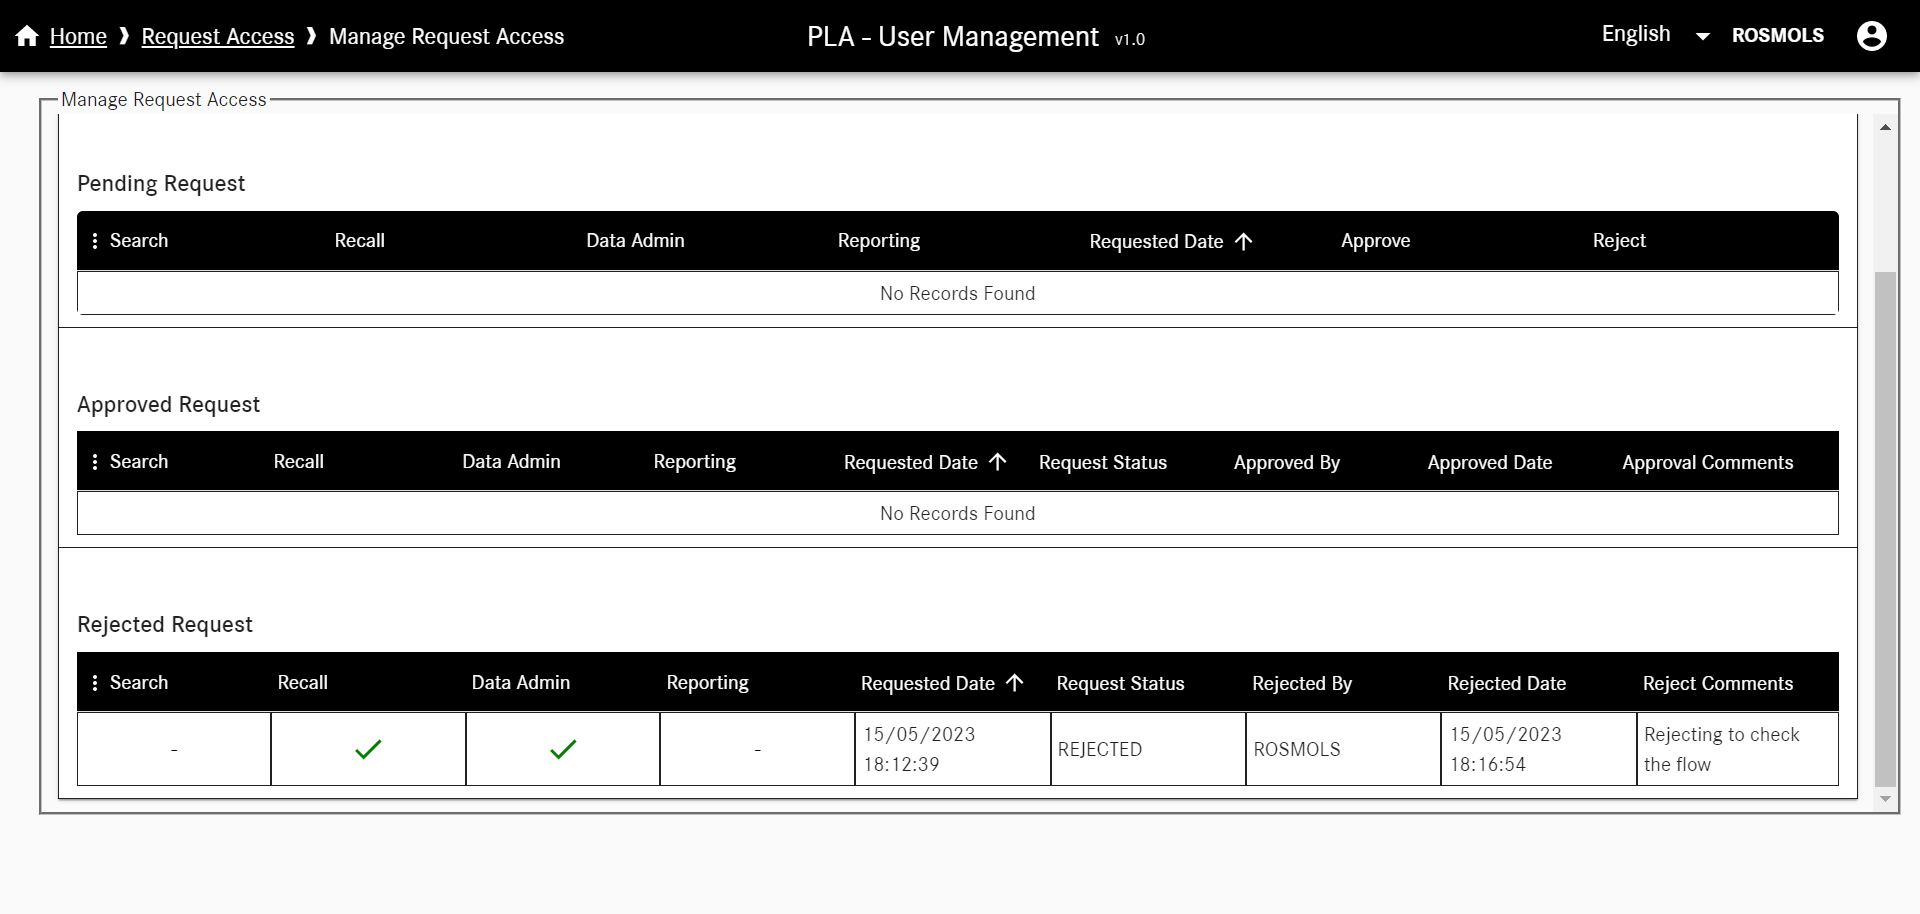 Home ❱ Request Access ❱ Manage Request Access
PLA - User Management v1.0
English
ROSMOLS
Manage Request Access
Pending Request
Search Recall Data Admin Reporting Requested Date Approve Reject
No Records Found
Approved Request
Search Recall Data Admin Reporting Requested Date Request Status Approved By Approved Date Approval Comments
No Records Found
Rejected Request
Search Recall Data Admin Reporting Requested Date Request Status Rejected By Rejected Date Reject Comments
- ✓ ✓ - 15/05/2023 18:12:39 REJECTED ROSMOLS 15/05/2023 18:16:54 Rejecting to check the flow